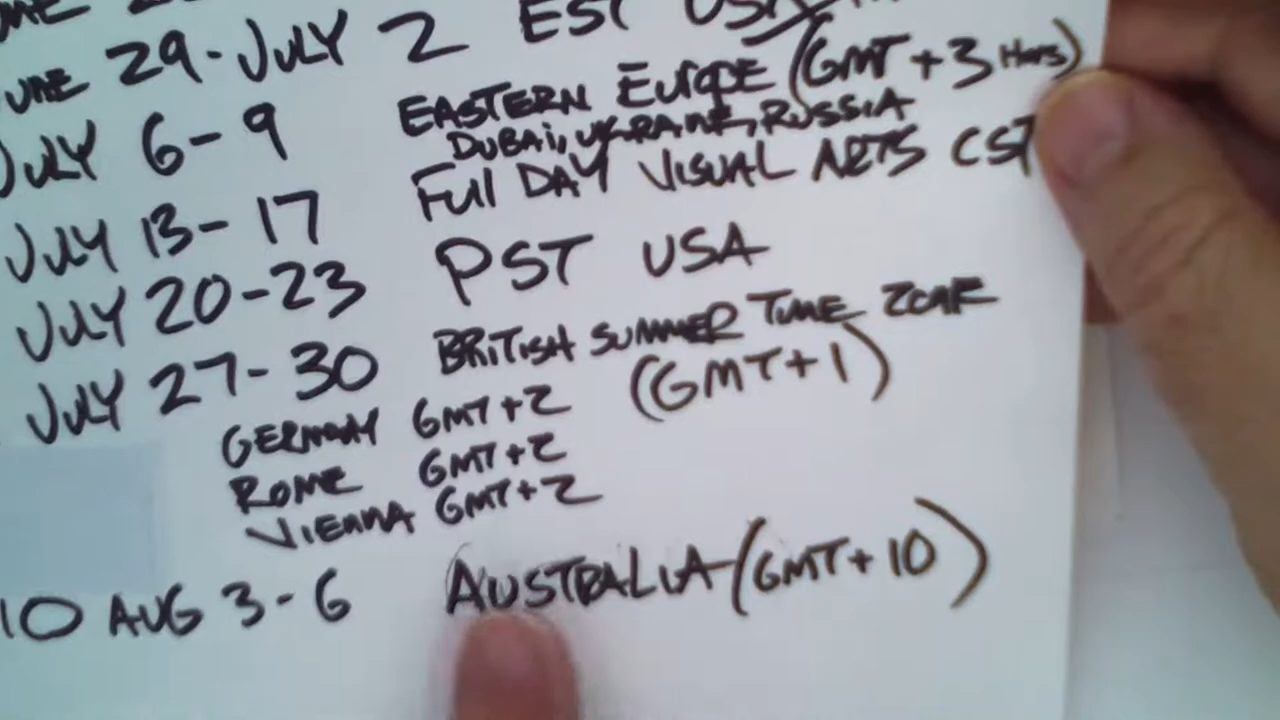 29-JULY 2 EST USA
JULY 6-9 EASTERN EUROPE (GMT+3 HRS)
DUBAI, UKRAINE, RUSSIA
JULY 13-17 FULL DAY VISUAL ARTS CST
JULY 20-23 PST USA
JULY 27-30 BRITISH SUMMER TIME ZONE
(GMT+1)
GERMANY GMT+2
ROME GMT+2
VIENNA GMT+2
10 AUG 3-6 AUSTRALIA (GMT+10)